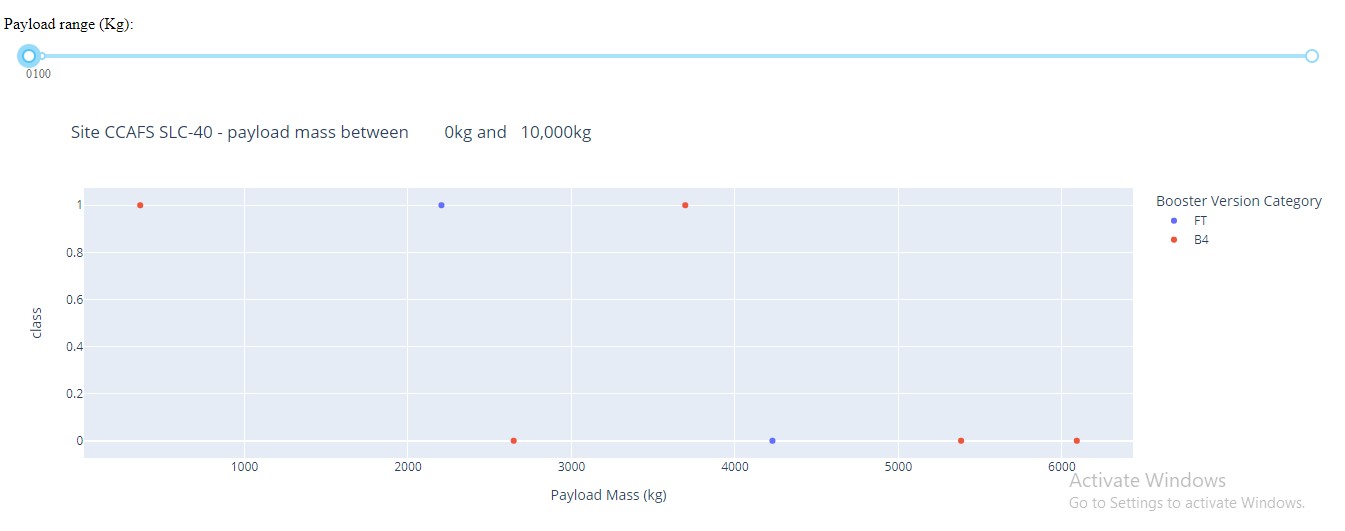 Payload range (Kg):
0100
Site CCAFS SLC-40 - payload mass between 0kg and 10,000kg
Booster Version Category
FT
B4
1
0.8
0.6
0.4
0.2
0
class
1000 2000 3000 4000 5000 6000
Payload Mass (kg)
Activate Windows
Go to Settings to activate Windows.